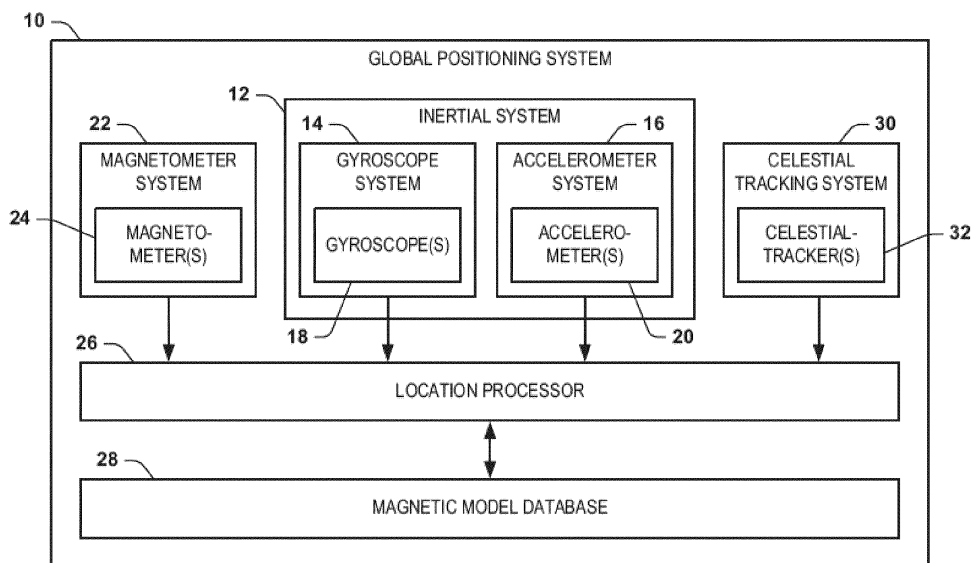 10
GLOBAL POSITIONING SYSTEM
12
INERTIAL SYSTEM
22
MAGNETOMETER
SYSTEM
24
MAGNETO-
METER(S)
14
GYROSCOPE
SYSTEM
GYROSCOPE(S)
18
16
ACCELEROMETER
SYSTEM
ACCELERO-
METER(S)
20
30
CELESTIAL
TRACKING SYSTEM
CELESTIAL-
TRACKER(S)
32
26
LOCATION PROCESSOR
28
MAGNETIC MODEL DATABASE